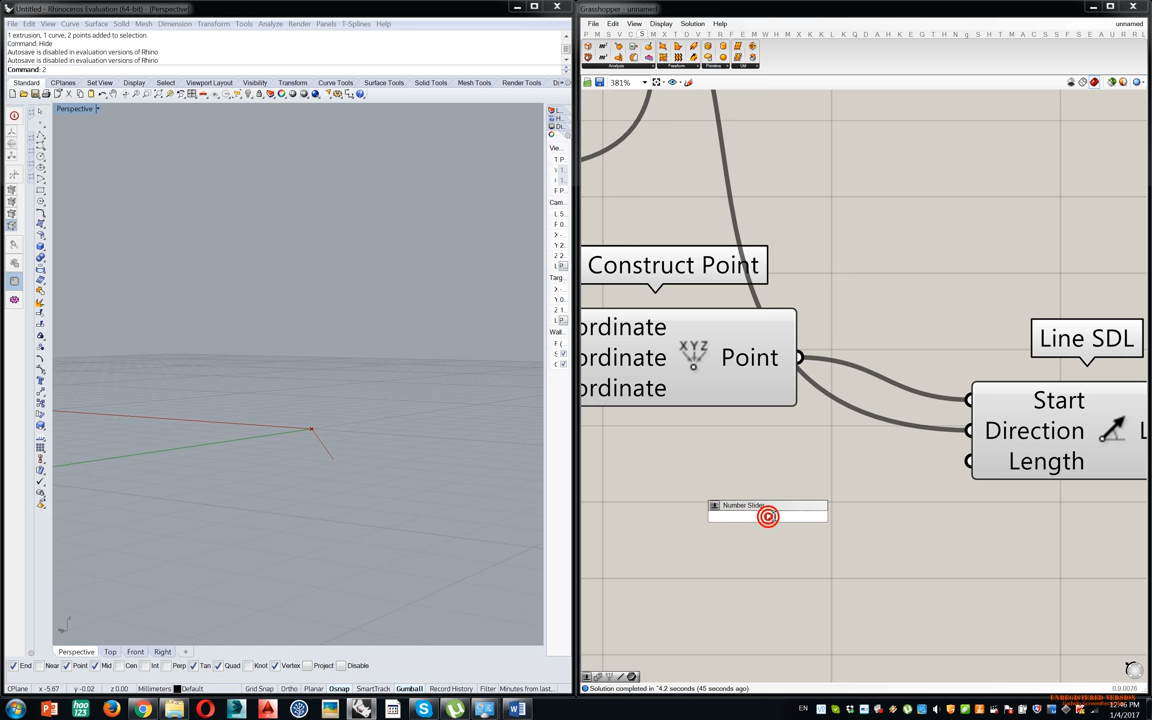 Untitled - Rhinoceros Evaluation (64-bit) - [Perspective]
File Edit View Curve Surface Solid Mesh Dimension Transform Tools Analyze Render Panels T-Splines Help
1 extrusion, 1 curve, 2 points added to selection.
Command: Hide
Autosave is disabled in evaluation versions of Rhino
Autosave is disabled in evaluation versions of Rhino
Command: 2
Standard CPlanes Set View Display Select Viewport Layout Visibility Transform Curve Tools Surface Tools Solid Tools Mesh Tools Render Tools
Perspective
Perspective Top Front Right
End Near Point Mid Cen Int Perp Tan Quad Knot Vertex Project Disable
CPlane x -5.67 y -0.02 z 0.00 Millimeters Default Grid Snap Ortho Planar Osnap SmartTrack Gumball Record History Filter Minutes from last...
Grasshopper - unnamed
File Edit View Display Solution Help
unnamed
Analysis Freeform Primitive Util
381%
Construct Point
ordinate
ordinate
ordinate
XYZ
Point
Line SDL
Start
Direction
Length
L
Number Slider
Solution completed in ~4.2 seconds (45 seconds ago)
0.9.0076
UNREGISTERED VERSION
EN
12:46 PM
1/4/2017